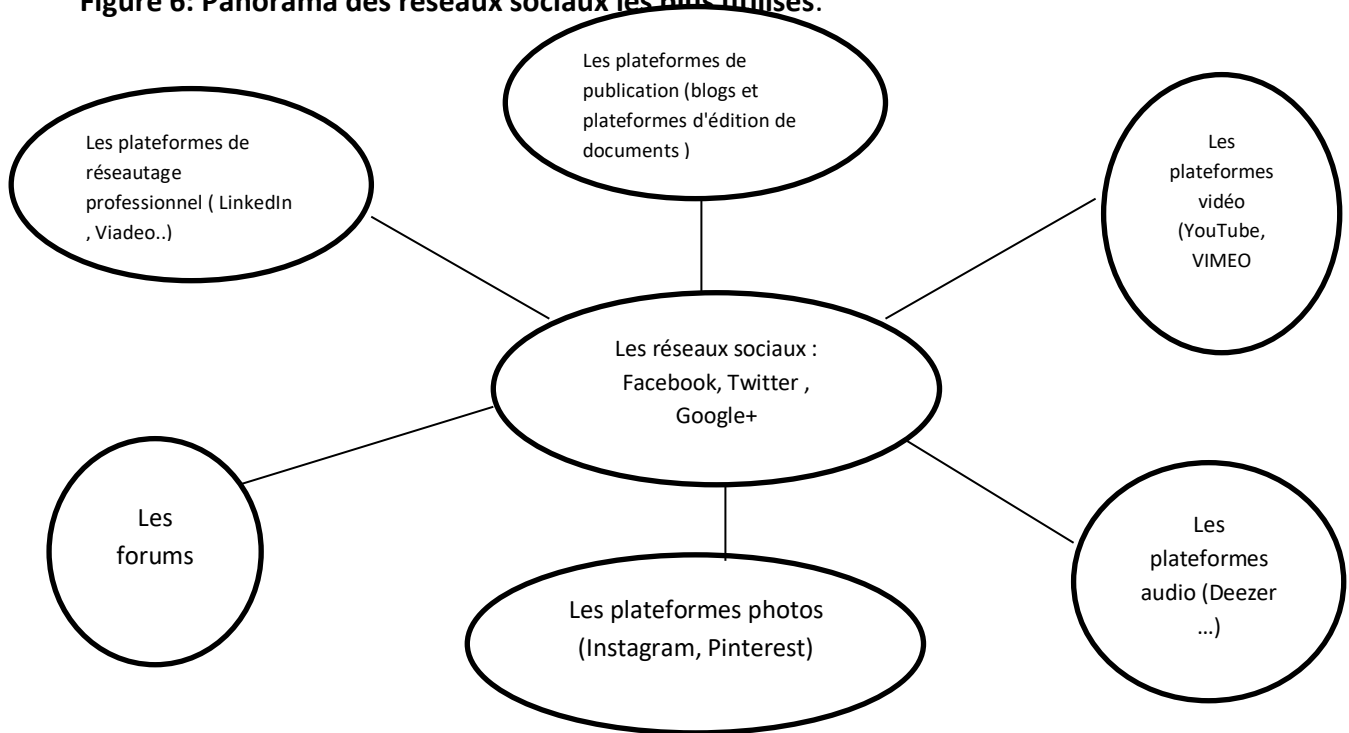 Figure 6: Panorama des réseaux sociaux les plus utilisés:
Les plateformes de
publication (blogs et
plateformes d'édition de
documents )
Les plateformes de
réseautage
professionnel ( LinkedIn
, Viadeo..)
Les
plateformes
vidéo
(YouTube,
VIMEO
Les réseaux sociaux :
Facebook, Twitter ,
Google+
Les
forums
Les plateformes photos
(Instagram, Pinterest)
Les
plateformes
audio (Deezer
...)